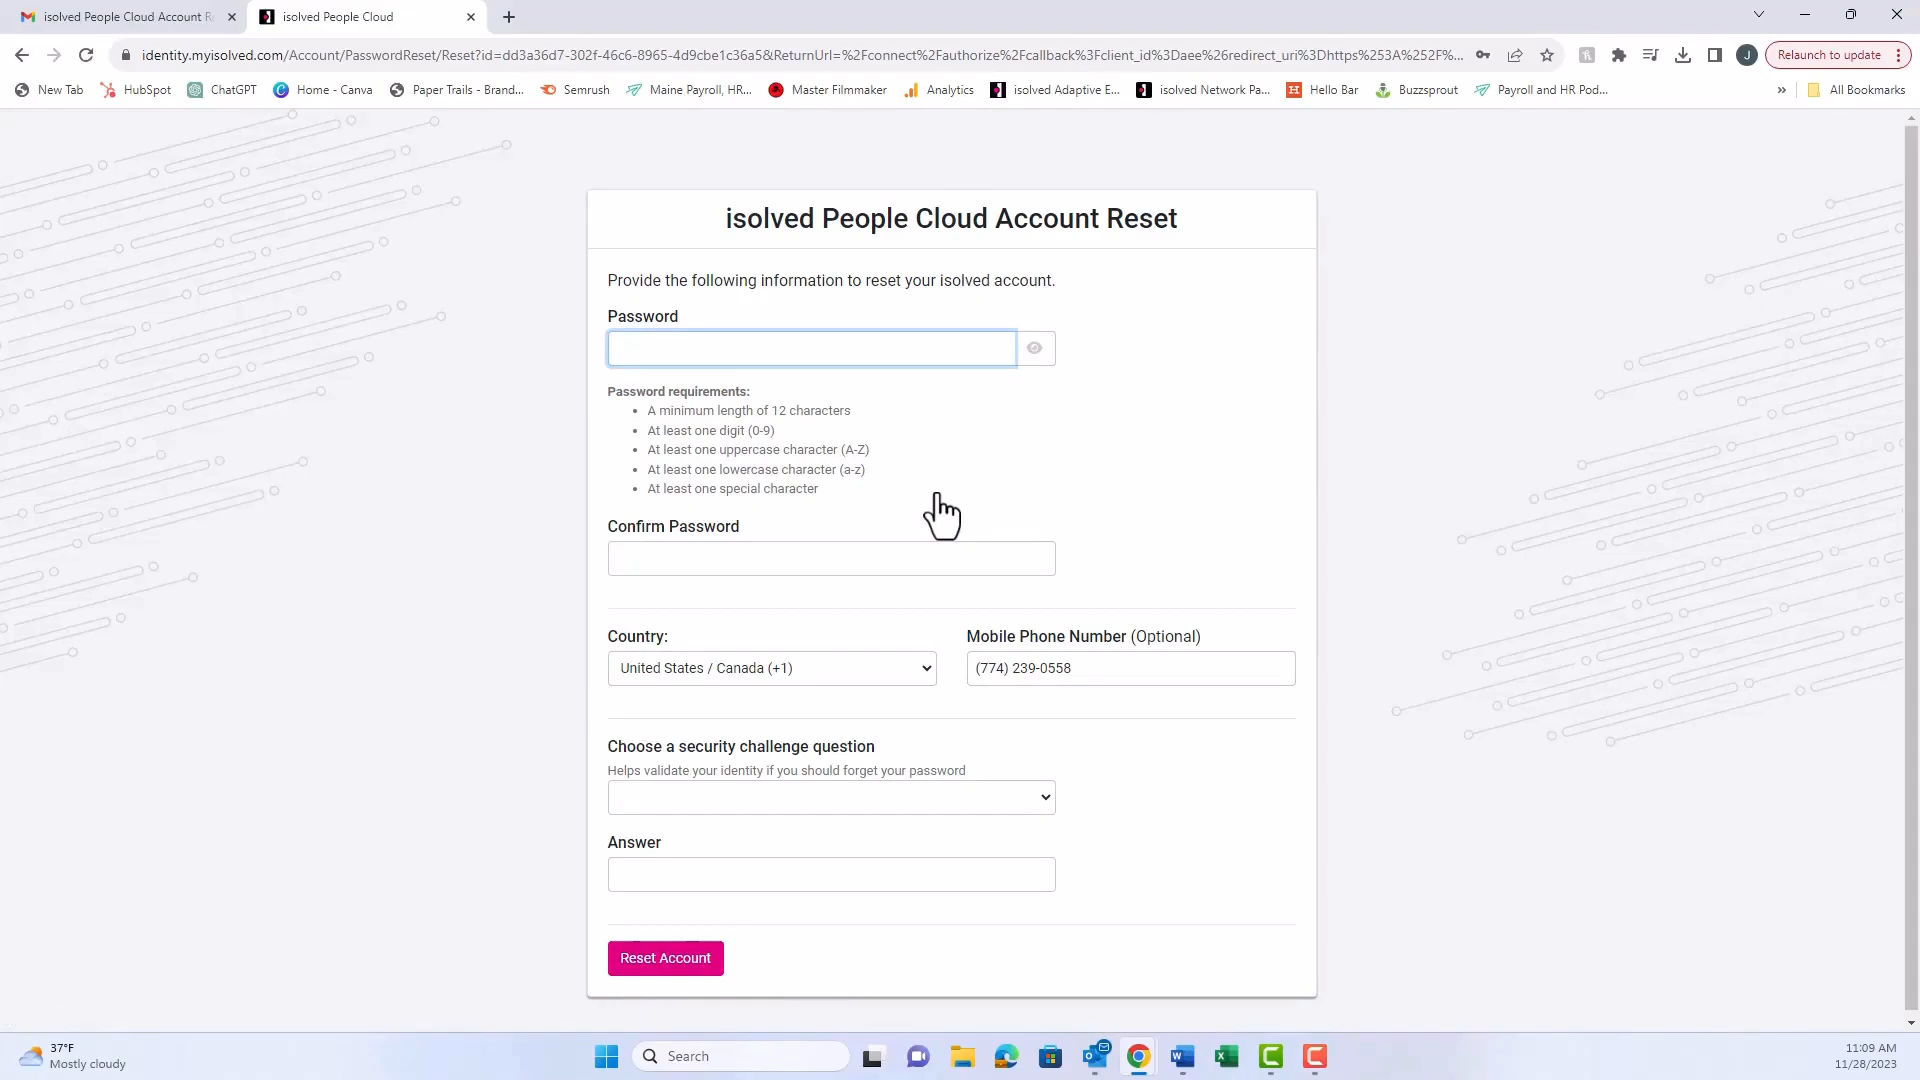 isolved People Cloud Account R
isolved People Cloud
identity.myisolved.com/Account/PasswordReset/Reset?id=dd3a36d7-302f-46c6-8965-4d9cbe1c36a5&ReturnUrl=%2Fconnect%2Fauthorize%2Fcallback%3Fclient_id%3Daee%26redirect_uri%3Dhttps%253A%252F%...
J
Relaunch to update
New Tab
HubSpot
ChatGPT
Home - Canva
Paper Trails - Brand...
Semrush
Maine Payroll, HR...
Master Filmmaker
Analytics
isolved Adaptive E...
isolved Network Pa...
Hello Bar
Buzzsprout
Payroll and HR Pod...
»
All Bookmarks
isolved People Cloud Account Reset
Provide the following information to reset your isolved account.
Password
Password requirements:
• A minimum length of 12 characters
• At least one digit (0-9)
• At least one uppercase character (A-Z)
• At least one lowercase character (a-z)
• At least one special character
Confirm Password
Country:
Mobile Phone Number (Optional)
United States / Canada (+1)
(774) 239-0558
Choose a security challenge question
Helps validate your identity if you should forget your password
Answer
Reset Account
37°F
Mostly cloudy
Search
11:09 AM
11/28/2023